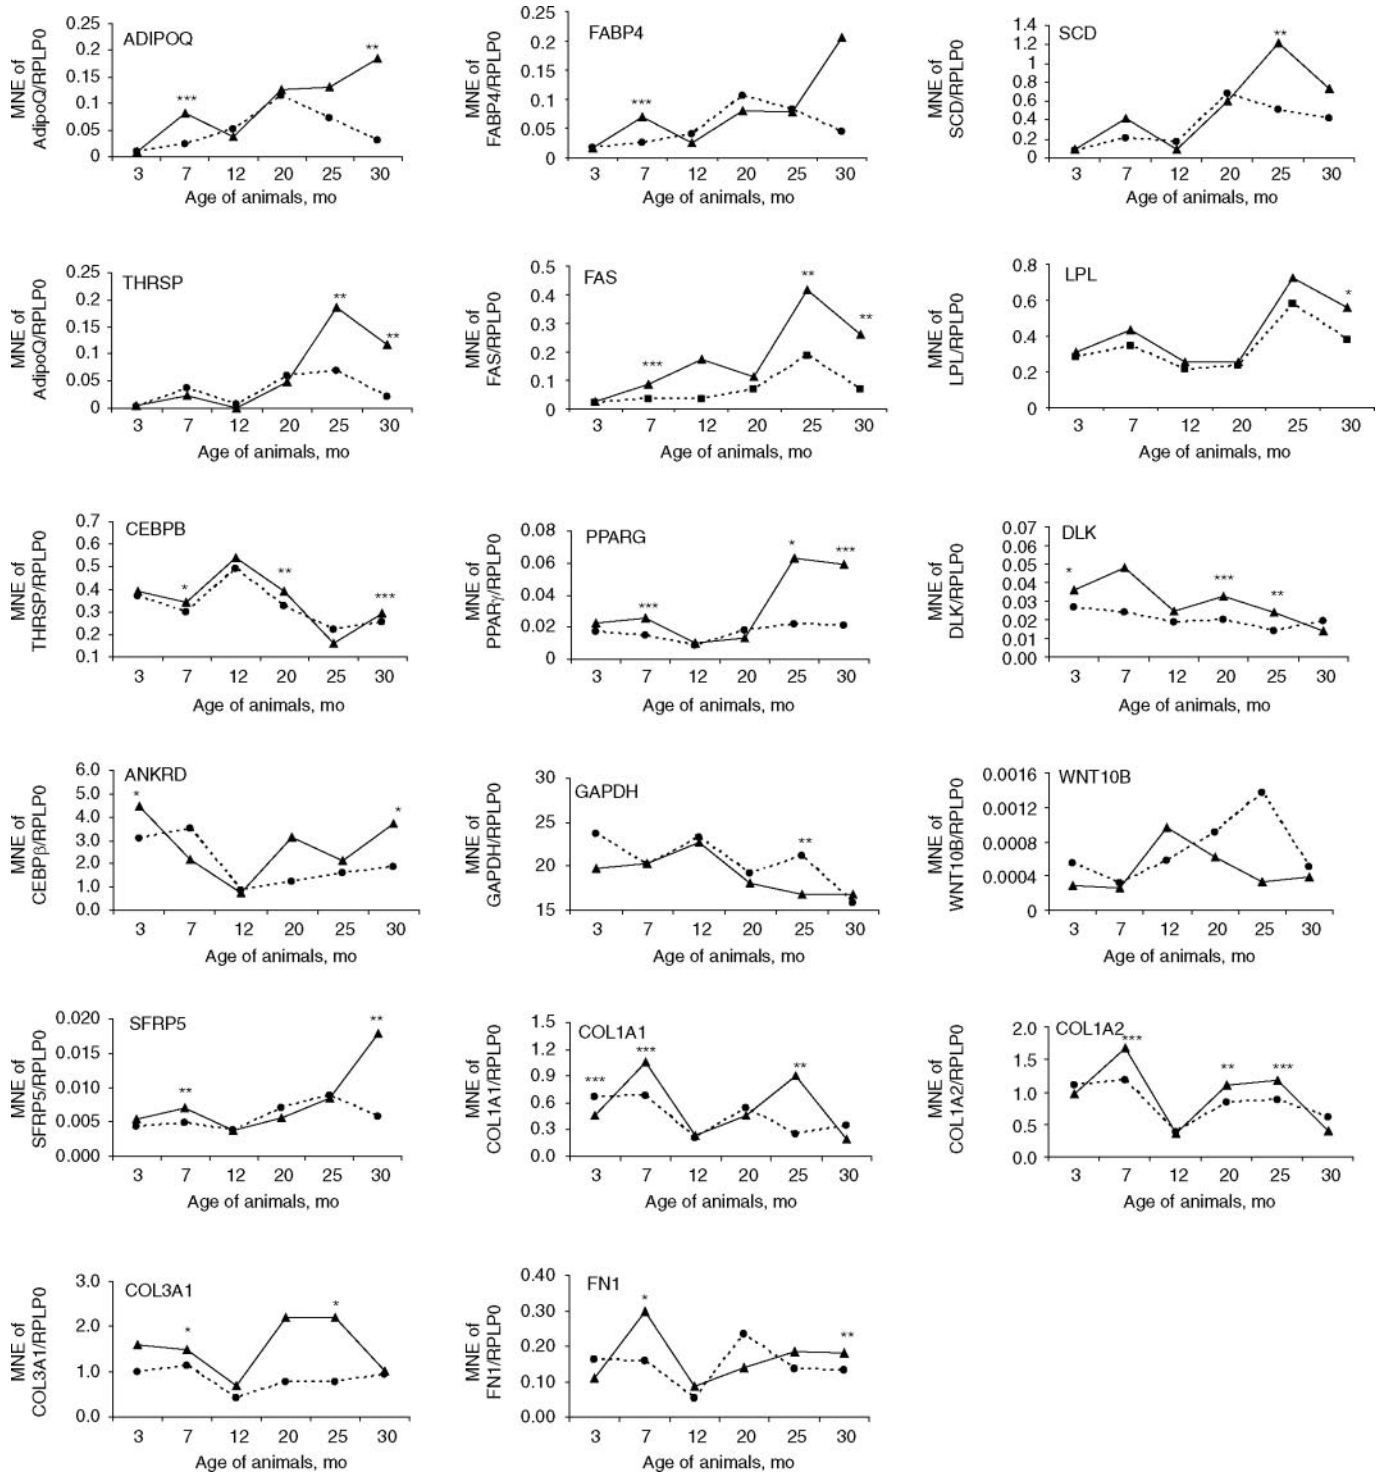 MNE of
AdipoQ/RPLP0
ADIPOQ
0.25
0.2
0.15
0.1
0.05
0
***
**
3 7 12 20 25 30
Age of animals, mo
MNE of
FABP4/RPLP0
FABP4
0.25
0.2
0.15
0.1
0.05
0
***
3 7 12 20 25 30
Age of animals, mo
MNE of
SCD/RPLP0
SCD
1.4
1.2
1
0.8
0.6
0.4
0.2
0
**
3 7 12 20 25 30
Age of animals, mo
MNE of
AdipoQ/RPLP0
THRSP
0.25
0.2
0.15
0.1
0.05
0
**
**
3 7 12 20 25 30
Age of animals, mo
MNE of
FAS/RPLP0
FAS
0.5
0.4
0.3
0.2
0.1
0
***
**
**
3 7 12 20 25 30
Age of animals, mo
MNE of
LPL/RPLP0
LPL
0.8
0.6
0.4
0.2
0
*
3 7 12 20 25 30
Age of animals, mo
MNE of
THRSP/RPLP0
CEBPB
0.7
0.6
0.5
0.4
0.3
0.2
0.1
*
**
***
3 7 12 20 25 30
Age of animals, mo
MNE of
PPARγ/RPLP0
PPARG
0.08
0.06
0.04
0.02
0
***
*
***
3 7 12 20 25 30
Age of animals, mo
MNE of
DLK/RPLP0
DLK
0.07
0.06
0.05
0.04
0.03
0.02
0.01
0.00
*
***
**
3 7 12 20 25 30
Age of animals, mo
MNE of
CEBPβ/RPLP0
ANKRD
6.0
5.0
4.0
3.0
2.0
1.0
0.0
*
*
3 7 12 20 25 30
Age of animals, mo
MNE of
GAPDH/RPLP0
GAPDH
30
25
20
15
**
3 7 12 20 25 30
Age of animals, mo
MNE of
WNT10B/RPLP0
WNT10B
0.0016
0.0012
0.0008
0.0004
0
3 7 12 20 25 30
Age of animals, mo
MNE of
SFRP5/RPLP0
SFRP5
0.020
0.015
0.010
0.005
0.000
**
**
3 7 12 20 25 30
Age of animals, mo
MNE of
COL1A1/RPLP0
COL1A1
1.5
1.2
0.9
0.6
0.3
0.0
***
***
**
3 7 12 20 25 30
Age of animals, mo
MNE of
COL1A2/RPLP0
COL1A2
2.0
1.5
1.0
0.5
0.0
***
**
***
3 7 12 20 25 30
Age of animals, mo
MNE of
COL3A1/RPLP0
COL3A1
3.0
2.0
1.0
0.0
*
*
3 7 12 20 25 30
Age of animals, mo
MNE of
FN1/RPLP0
FN1
0.40
0.30
0.20
0.10
0.00
*
**
3 7 12 20 25 30
Age of animals, mo